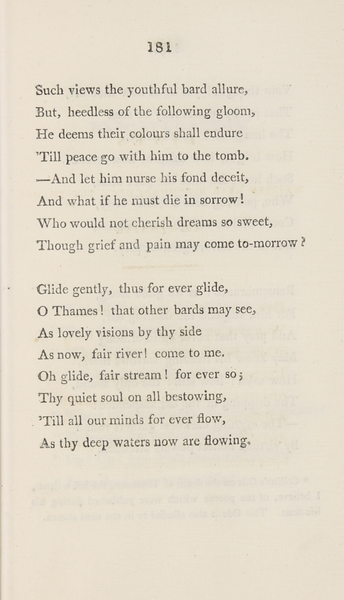 181
Such views the youthful bard allure,
But, heedless of the following gloom,
He deems their colours shall endure
'Till peace go with him to the tomb.
—And let him nurse his fond deceit,
And what if he must die in sorrow!
Who would not cherish dreams so sweet,
Though grief and pain may come to-morrow?
Glide gently, thus for ever glide,
O Thames! that other bards may see,
As lovely visions by thy side
As now, fair river! come to me.
Oh glide, fair stream! for ever so;
Thy quiet soul on all bestowing,
'Till all our minds for ever flow,
As thy deep waters now are flowing.